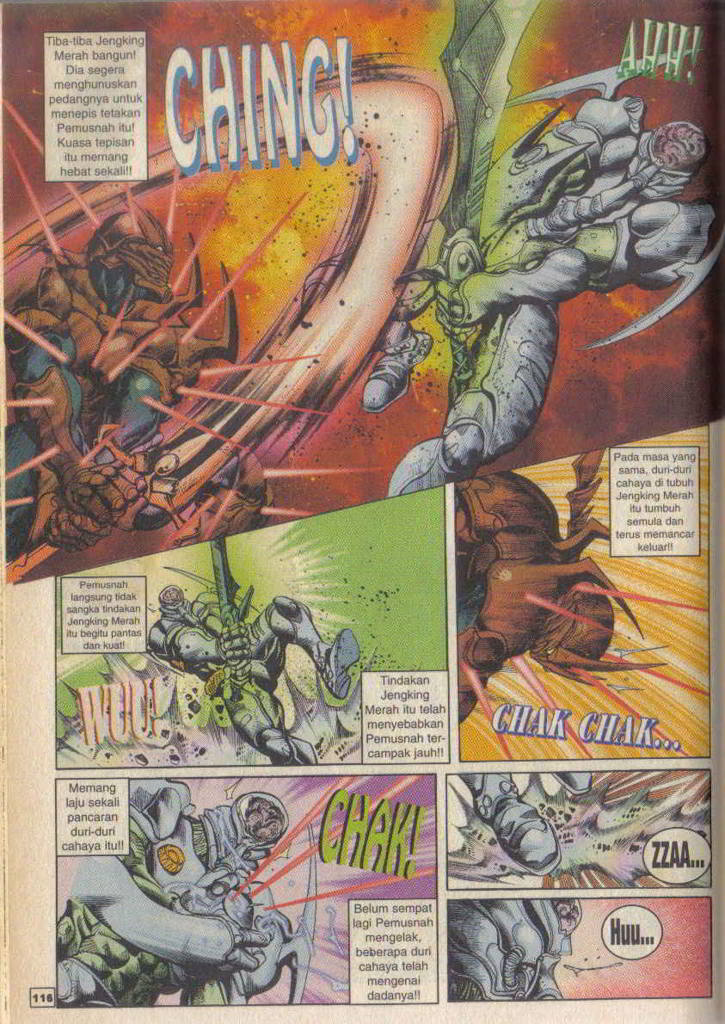 Tiba-tiba Jengking
Merah bangun!
Dia segera
menghunuskan
pedangnya untuk
menepis tetakan
Pemusnah itu!
Kuasa tepisan
itu memang
hebat sekali!!
CHING!
AHH!
Pada masa yang
sama, duri-duri
cahaya di tubuh
Jengking Merah
itu tumbuh
semula dan
terus memancar
keluar!!
CHAK CHAK...
Pemusnah
langsung tidak
sangka tindakan
Jengking Merah
itu begitu pantas
dan kuat!
WUU!
Tindakan
Jengking
Merah itu telah
menyebabkan
Pemusnah ter-
campak jauh!!
Memang
laju sekali
pancaran
duri-duri
cahaya itu!!
CHAK!
Belum sempat
lagi Pemusnah
mengelak,
beberapa duri
cahaya telah
mengenai
dadanya!!
ZZAA...
Huu...
116